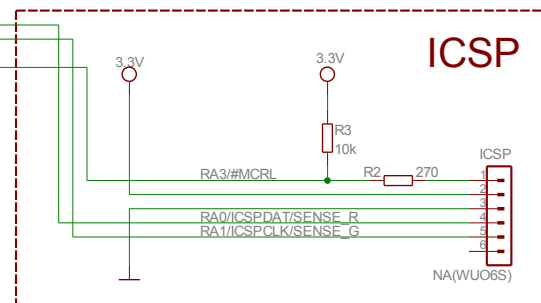 ICSP
3.3V
3.3V
R3
10k
ICSP
RA3/#MCRL
R2
270
1
2
3
RA0/ICSPDAT/SENSE_R
4
RA1/ICSPCLK/SENSE_G
5
6
NA(WUO6S)